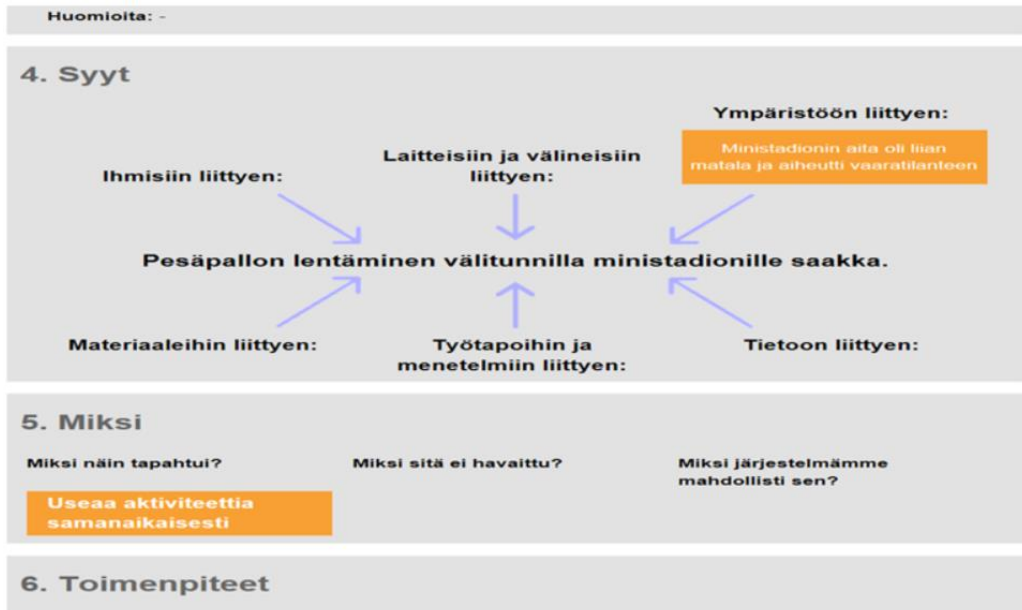 Huomioita: -
4. Syyt
Ympäristöön liittyen:
Ministadionin aita oli liian
matala ja aiheutti vaaratilanteen
Laitteisiin ja välineisiin
liittyen:
Ihmisiin liittyen:
Pesäpallon lentäminen välitunnilla ministadionille saakka.
Materiaaleihin liittyen:
Työtapoihin ja
menetelmiin liittyen:
Tietoon liittyen:
5. Miksi
Miksi näin tapahtui?
Useaa aktiviteettia
samanaikaisesti
Miksi sitä ei havaittu?
Miksi järjestelmämme
mahdollisti sen?
6. Toimenpiteet